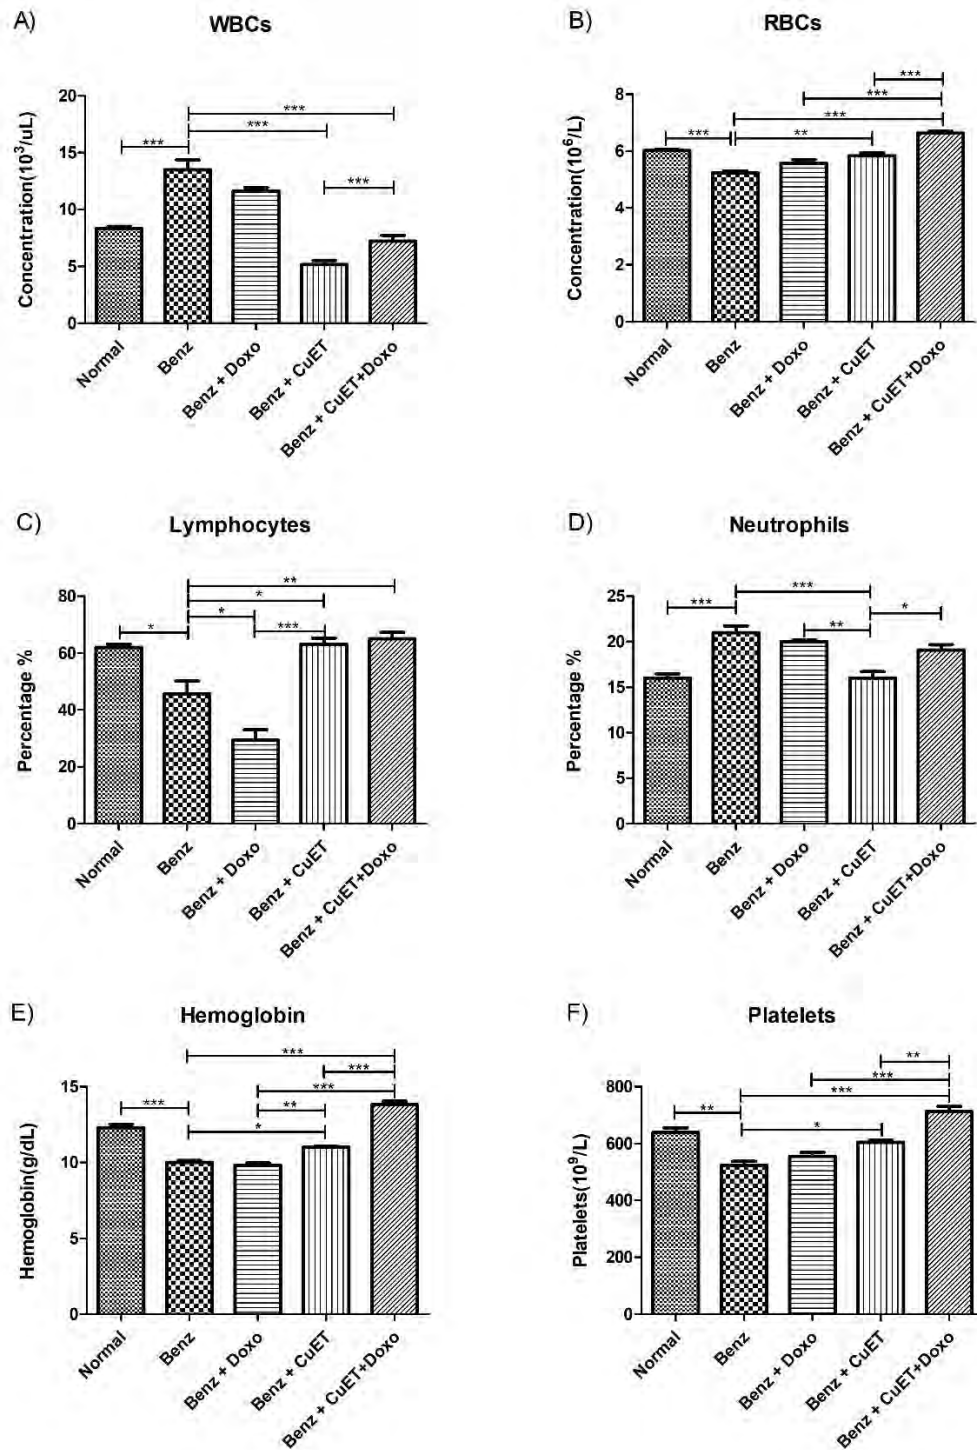 A)
WBCs
Concentration(10³/uL)
20
15
10
5
0
***
***
***
***
Normal
Benz
Benz + Doxo
Benz + CuET
Benz + CuET+Doxo
B)
RBCs
Concentration(10⁶/L)
8
6
4
2
0
***
***
***
***
**
Normal
Benz
Benz + Doxo
Benz + CuET
Benz + CuET+Doxo
C)
Lymphocytes
Percentage %
80
60
40
20
0
**
*
*
*
***
Normal
Benz
Benz + Doxo
Benz + CuET
Benz + CuET+Doxo
D)
Neutrophils
Percentage %
25
20
15
10
5
0
***
***
*
**
Normal
Benz
Benz + Doxo
Benz + CuET
Benz + CuET+Doxo
E)
Hemoglobin
Hemoglobin(g/dL)
15
10
5
0
***
***
***
***
**
*
Normal
Benz
Benz + Doxo
Benz + CuET
Benz + CuET+Doxo
F)
Platelets
Platelets(10⁹/L)
800
600
400
200
0
**
***
***
**
*
Normal
Benz
Benz + Doxo
Benz + CuET
Benz + CuET+Doxo